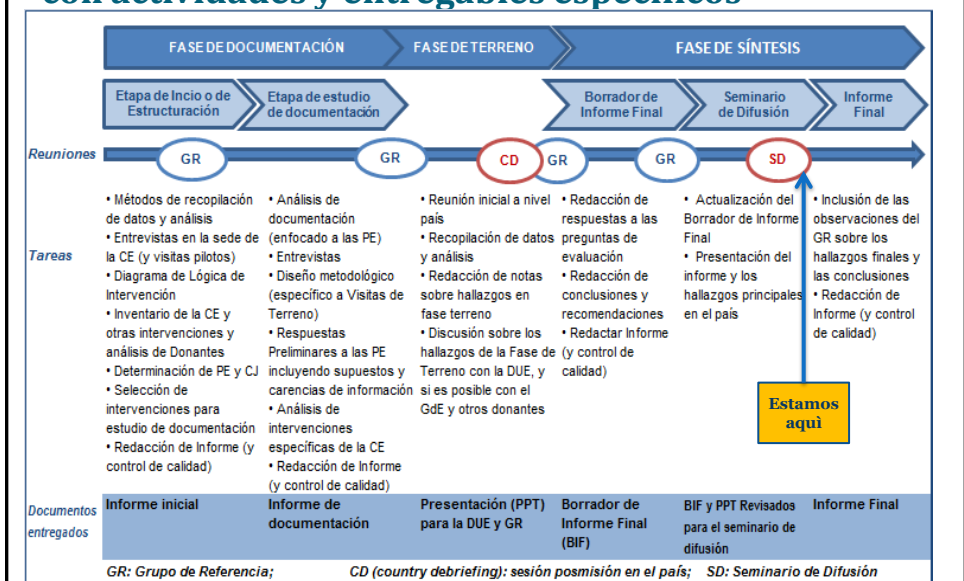 con actividades y entregables específicos
FASE DE DOCUMENTACIÓN
FASE DE TERRENO
FASE DE SÍNTESIS
Etapa de Incio o de
Estructuración
Etapa de estudio
de documentación
Borrador de
Informe Final
Seminario
de Difusión
Informe
Final
Reuniones
GR
GR
CD
GR
GR
SD
Tareas
• Métodos de recopilación
de datos y análisis
• Entrevistas en la sede de
la CE (y visitas pilotos)
• Diagrama de Lógica de
Intervención
• Inventario de la CE y
otras intervenciones y
análisis de Donantes
• Determinación de PE y CJ
• Selección de
intervenciones para
estudio de documentación
• Redacción de Informe (y
control de calidad)
• Análisis de
documentación
(enfocado a las PE)
• Entrevistas
• Diseño metodológico
(específico a Visitas de
Terreno)
• Respuestas
Preliminares a las PE
incluyendo supuestos y
carencias de información
• Análisis de
intervenciones
específicas de la CE
• Redacción de Informe
(y control de calidad)
• Reunión inicial a nivel
país
• Recopilación de datos
y análisis
• Redacción de notas
sobre hallazgos en
fase terreno
• Discusión sobre los
hallazgos de la Fase de
Terreno con la DUE, y
si es posible con el
GdE y otros donantes
• Redacción de
respuestas a las
preguntas de
evaluación
• Redacción de
conclusiones y
recomendaciones
• Redactar Informe
(y control de
calidad)
• Actualización del
Borrador de Informe
Final
• Presentación del
informe y los
hallazgos principales
en el país
• Inclusión de las
observaciones del
GR sobre los
hallazgos finales y
las conclusiones
• Redacción de
Informe (y control
de calidad)
Estamos
aquì
Documentos
entregados
Informe inicial
Informe de
documentación
Presentación (PPT)
para la DUE y GR
Borrador de
Informe Final
(BIF)
BIF y PPT Revisados
para el seminario de
difusión
Informe Final
GR: Grupo de Referencia;
CD (country debriefing): sesión posmisión en el país;
SD: Seminario de Difusión